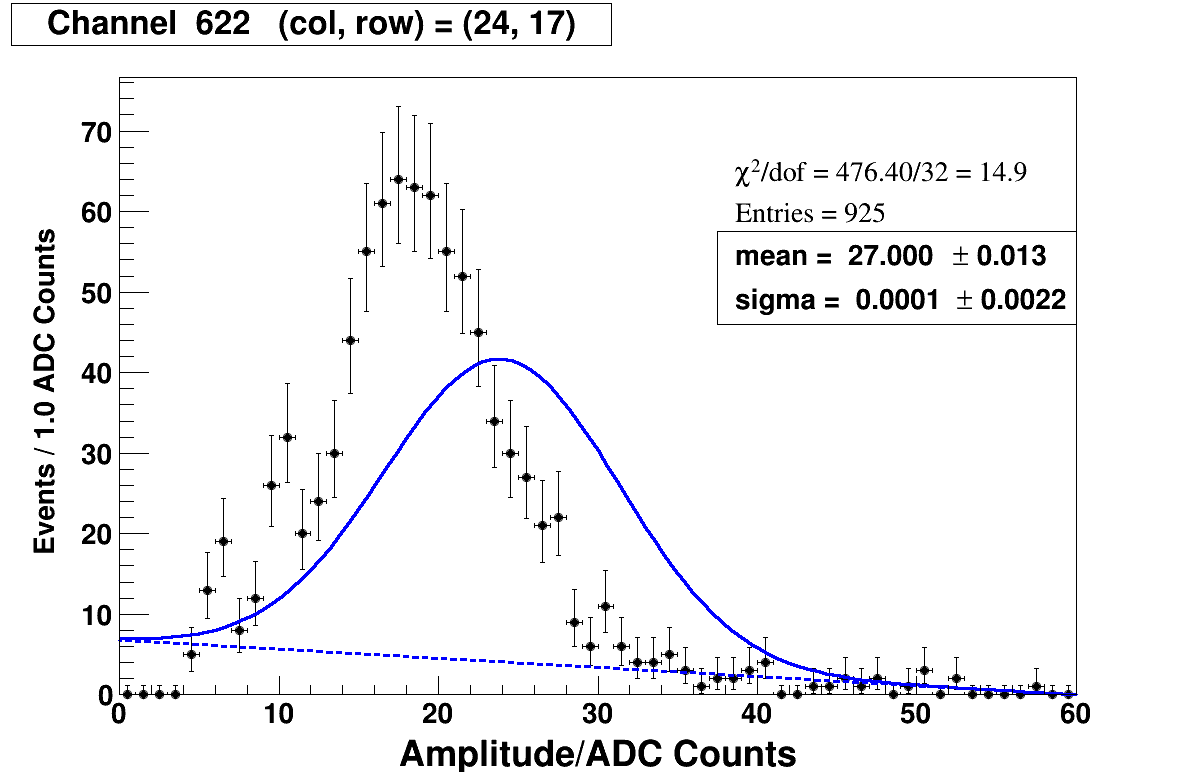 Channel 622 (col, row) = (24, 17)
χ²/dof = 476.40/32 = 14.9
Entries = 925
mean = 27.000 ± 0.013
sigma = 0.0001 ± 0.0022
Events / 1.0 ADC Counts
70
60
50
40
30
20
10
0
0 10 20 30 40 50 60
Amplitude/ADC Counts